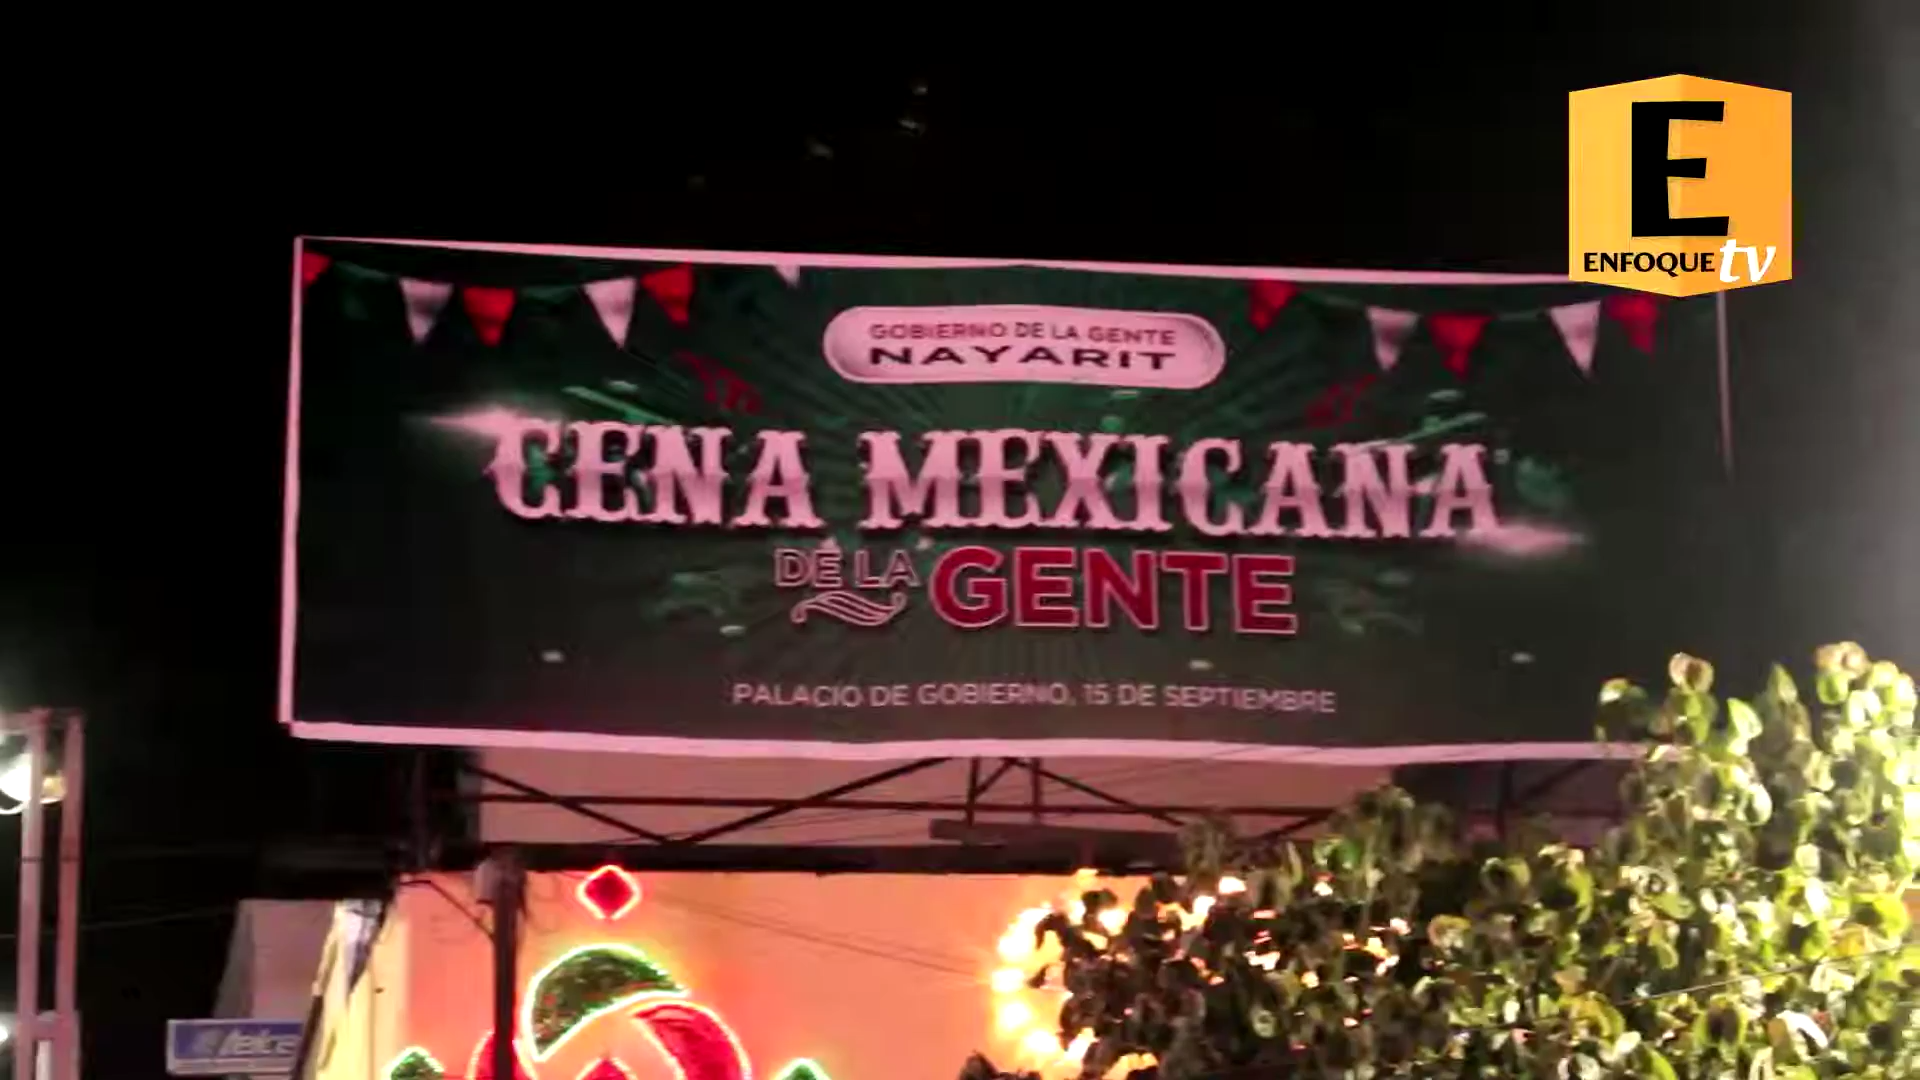 E
ENFOQUE tv
GOBIERNO DE LA GENTE
NAYARIT
CENA MEXICANA
DE LA GENTE
PALACIO DE GOBIERNO, 15 DE SEPTIEMBRE